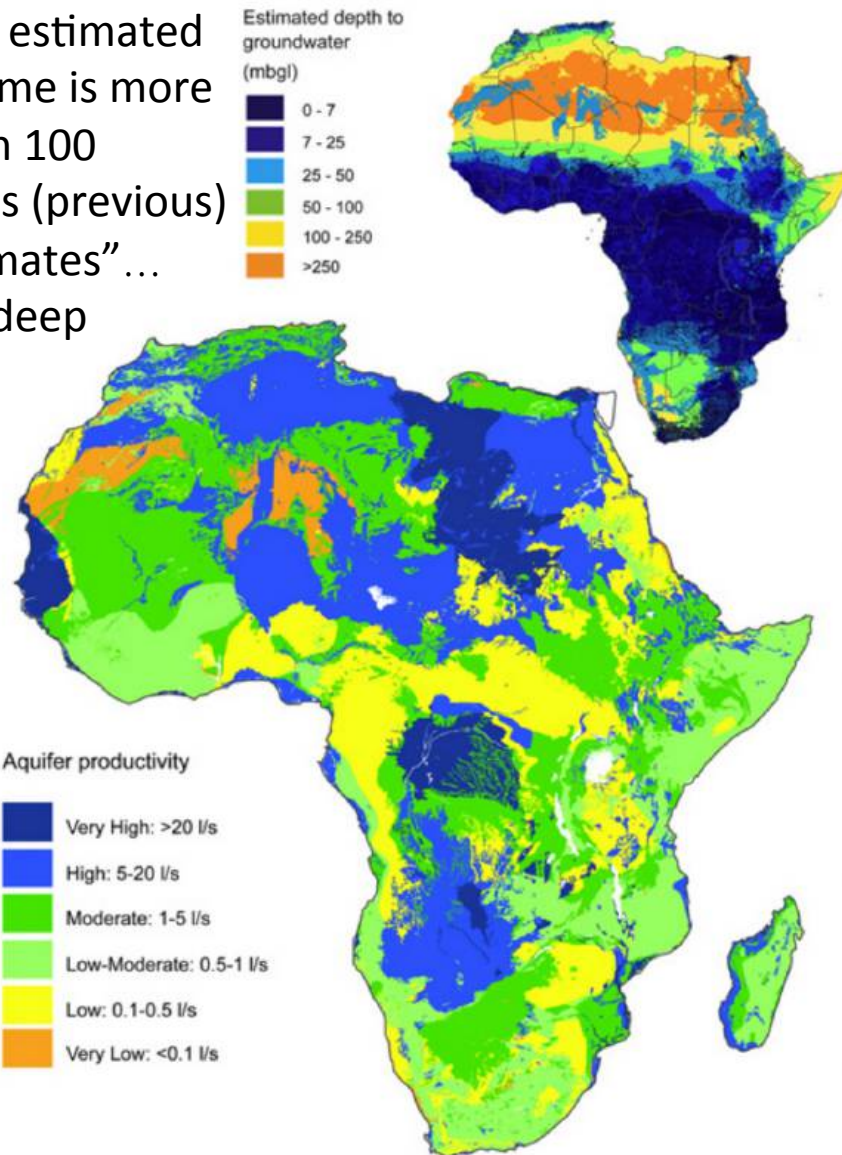 estimated
me is more
n 100
s (previous)
mates”…
deep
Estimated depth to
groundwater
(mbgl)
0 - 7
7 - 25
25 - 50
50 - 100
100 - 250
>250
Aquifer productivity
Very High: >20 l/s
High: 5-20 l/s
Moderate: 1-5 l/s
Low-Moderate: 0.5-1 l/s
Low: 0.1-0.5 l/s
Very Low: <0.1 l/s